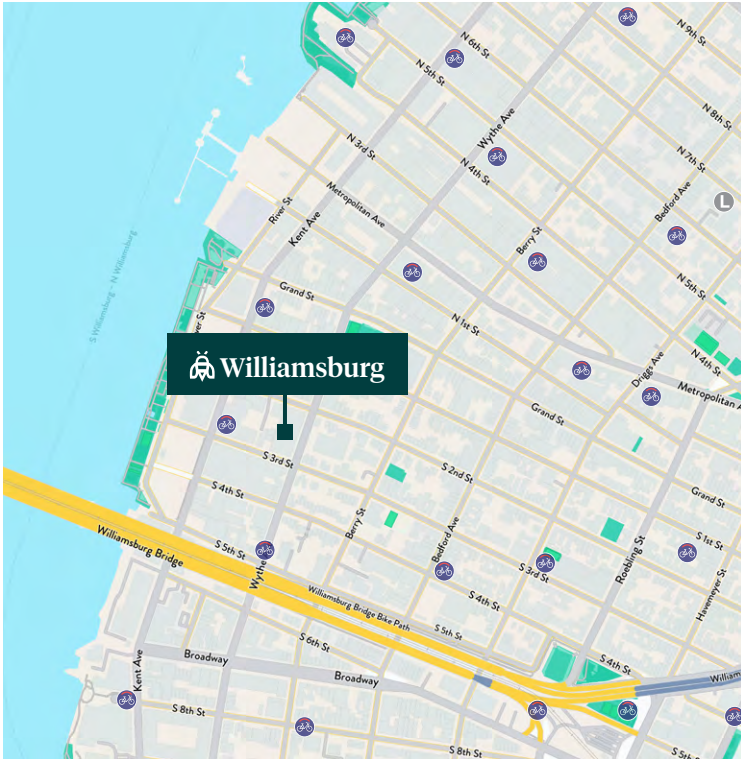 N 9th St
N 6th St
N 5th St
Wythe Ave
N 8th St
N 3rd St
N 7th St
N 4th St
Metropolitan Ave
Bedford Ave
L
River St
Kent Ave
Berry St
S Williamsburg - N Williamsburg
N 5th St
Grand St
N 1st St
ver St
Williamsburg
N 4th St
Driggs Ave
Metropolitan A
Grand St
S 3rd St
S 2nd St
S 4th St
Grand St
Berry St
Bedford Ave
S 1st St
S 5th St
Williamsburg Bridge
Roebling St
S 3rd St
Wythe
Havemeyer St
Williamsburg Bridge Bike Path
S 4th St
S 5th St
S 6th St
Kent Ave
Broadway
S 4th St
Broadway
William
S 8th St
S 8th St
S 5th